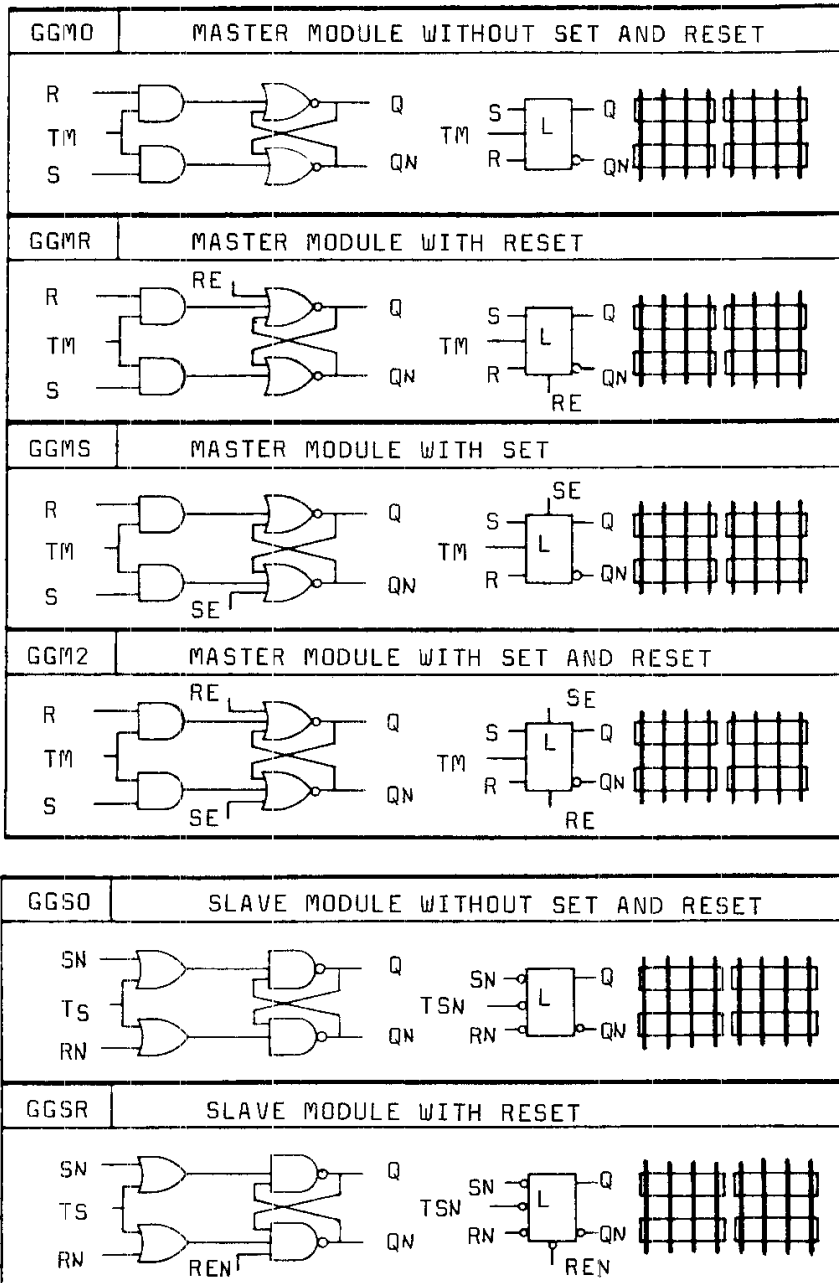 GGM0 MASTER MODULE WITHOUT SET AND RESET
R
TM
S
Q
QN
S
TM
R
L
Q
QN
GGMR MASTER MODULE WITH RESET
RE
R
TM
S
Q
QN
S
TM
R
L
Q
QN
RE
GGMS MASTER MODULE WITH SET
R
TM
S
SE
Q
QN
SE
S
TM
R
L
Q
QN
GGM2 MASTER MODULE WITH SET AND RESET
RE
R
TM
S
SE
Q
QN
SE
S
TM
R
L
Q
QN
RE
GGS0 SLAVE MODULE WITHOUT SET AND RESET
SN
TS
RN
Q
QN
SN
TSN
RN
L
Q
QN
GGSR SLAVE MODULE WITH RESET
SN
TS
RN
REN
Q
QN
SN
TSN
RN
L
Q
QN
REN